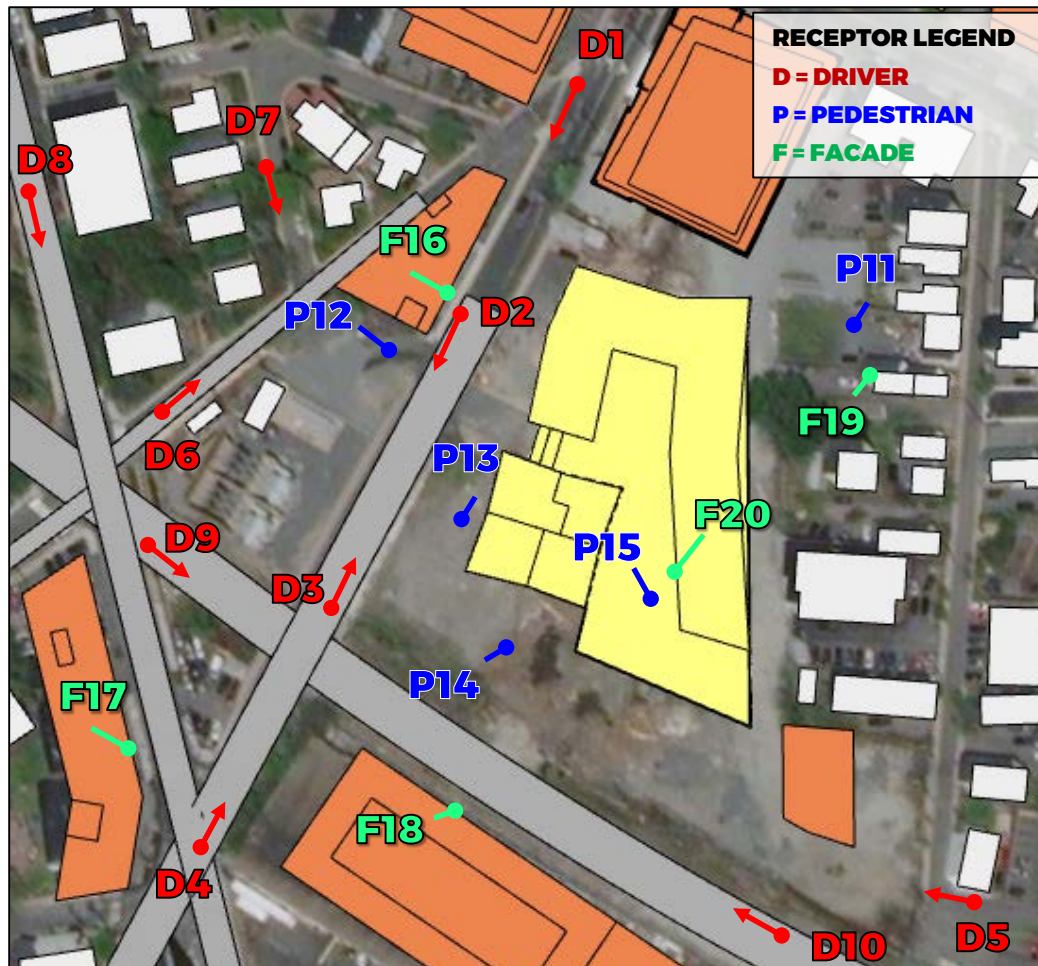 RECEPTOR LEGEND
D = DRIVER
P = PEDESTRIAN
F = FACADE
D1
D7
D8
F16
P11
P12
D2
F19
D6
P13
F20
D9
P15
D3
P14
F17
F18
D4
D10
D5